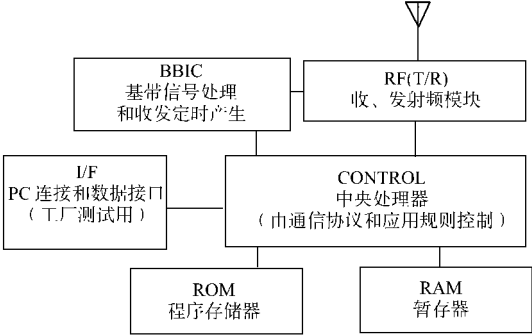 BBIC
基带信号处理
和收发定时产生
RF(T/R)
收、发射频模块
I/F
PC 连接和数据接口
（工厂测试用）
CONTROL
中央处理器
（由通信协议和应用规则控制）
ROM
程序存储器
RAM
暂存器